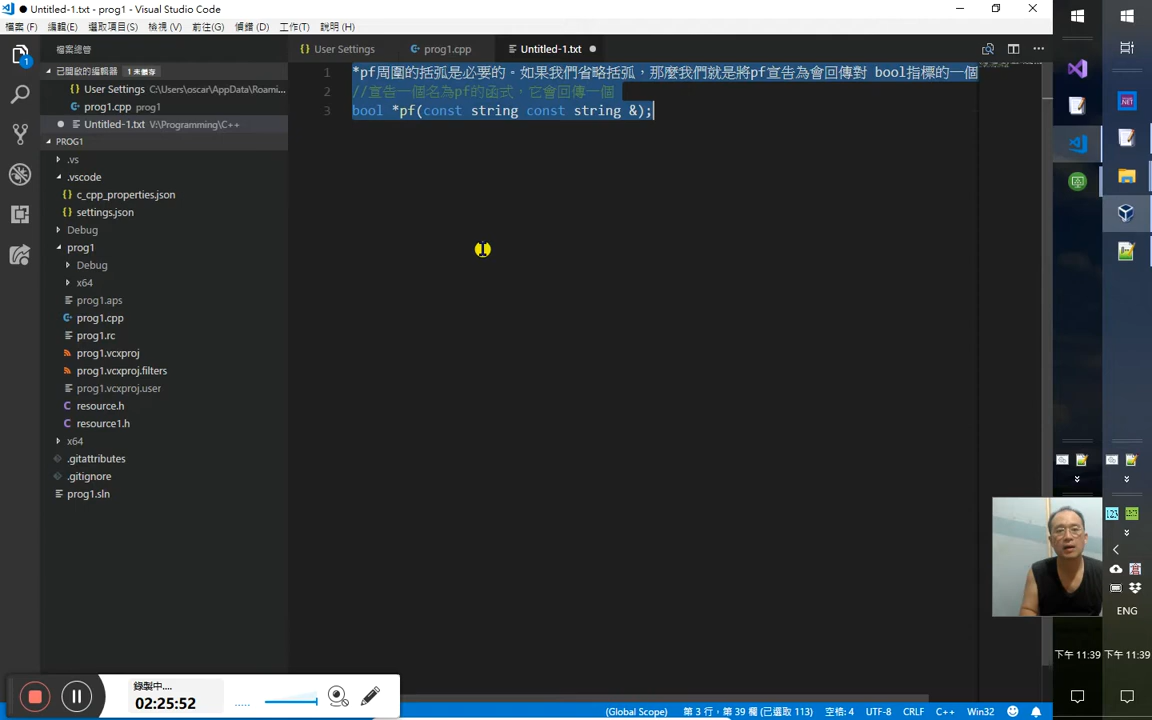 ● Untitled-1.txt - prog1 - Visual Studio Code
檔案 (F) 編輯(E) 選取項目(S) 檢視 (V) 前往(G) 偵錯 (D) 工作(T) 說明 (H)
檔案總管
User Settings prog1.cpp Untitled-1.txt
已開啟的編輯器 1 未儲存
User Settings C:\Users\oscar\AppData\Roami...
prog1.cpp prog1
Untitled-1.txt V:\Programming\C++
PROG1
.vs
.vscode
c_cpp_properties.json
settings.json
Debug
prog1
Debug
x64
prog1.aps
prog1.cpp
prog1.rc
prog1.vcxproj
prog1.vcxproj.filters
prog1.vcxproj.user
resource.h
resource1.h
x64
.gitattributes
.gitignore
prog1.sln
1 *pf周圍的括弧是必要的。如果我們省略括弧，那麼我們就是將pf宣告為會回傳對 bool指標的一個
2 //宣告一個名為pf的函式，它會回傳一個
3 bool *pf(const string const string &);
ENG
下午 11:39 下午 11:39
錄製中....
02:25:52
(Global Scope) 第 3 行，第 39 欄 (已選取 113) 空格: 4 UTF-8 CRLF C++ Win32